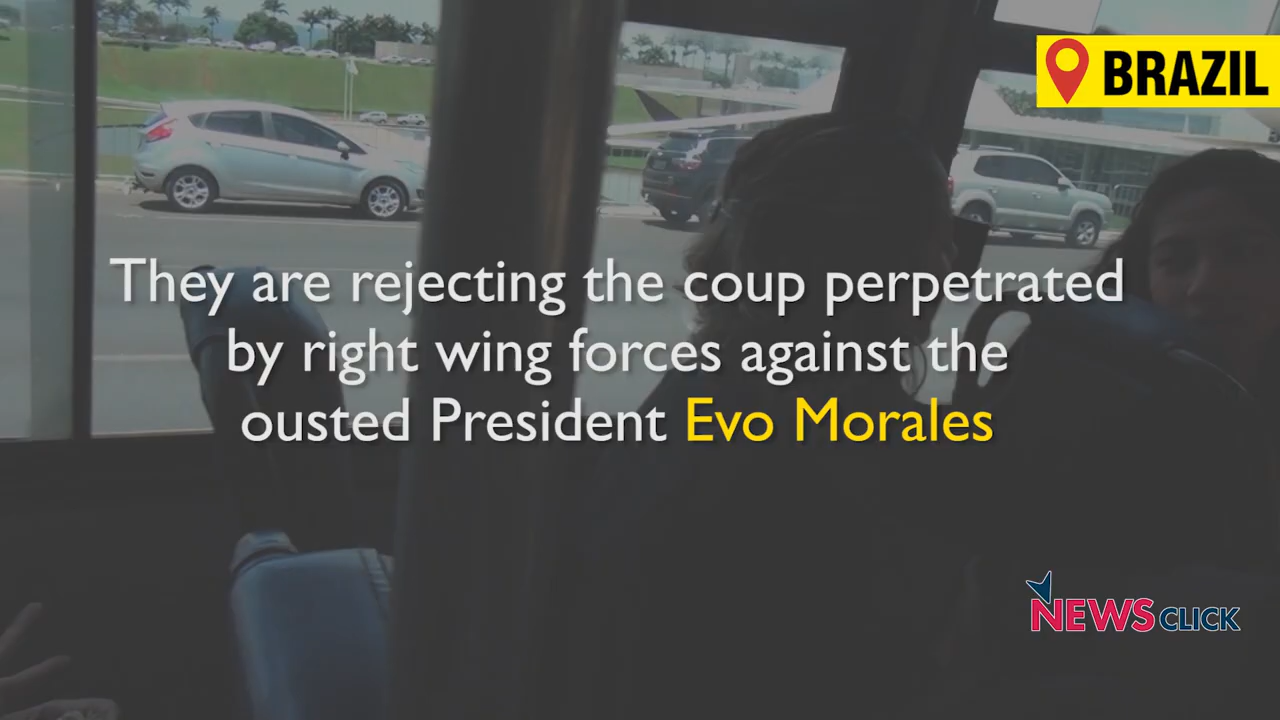 BRAZIL
They are rejecting the coup perpetrated
by right wing forces against the
ousted President Evo Morales
NEWSCLICK